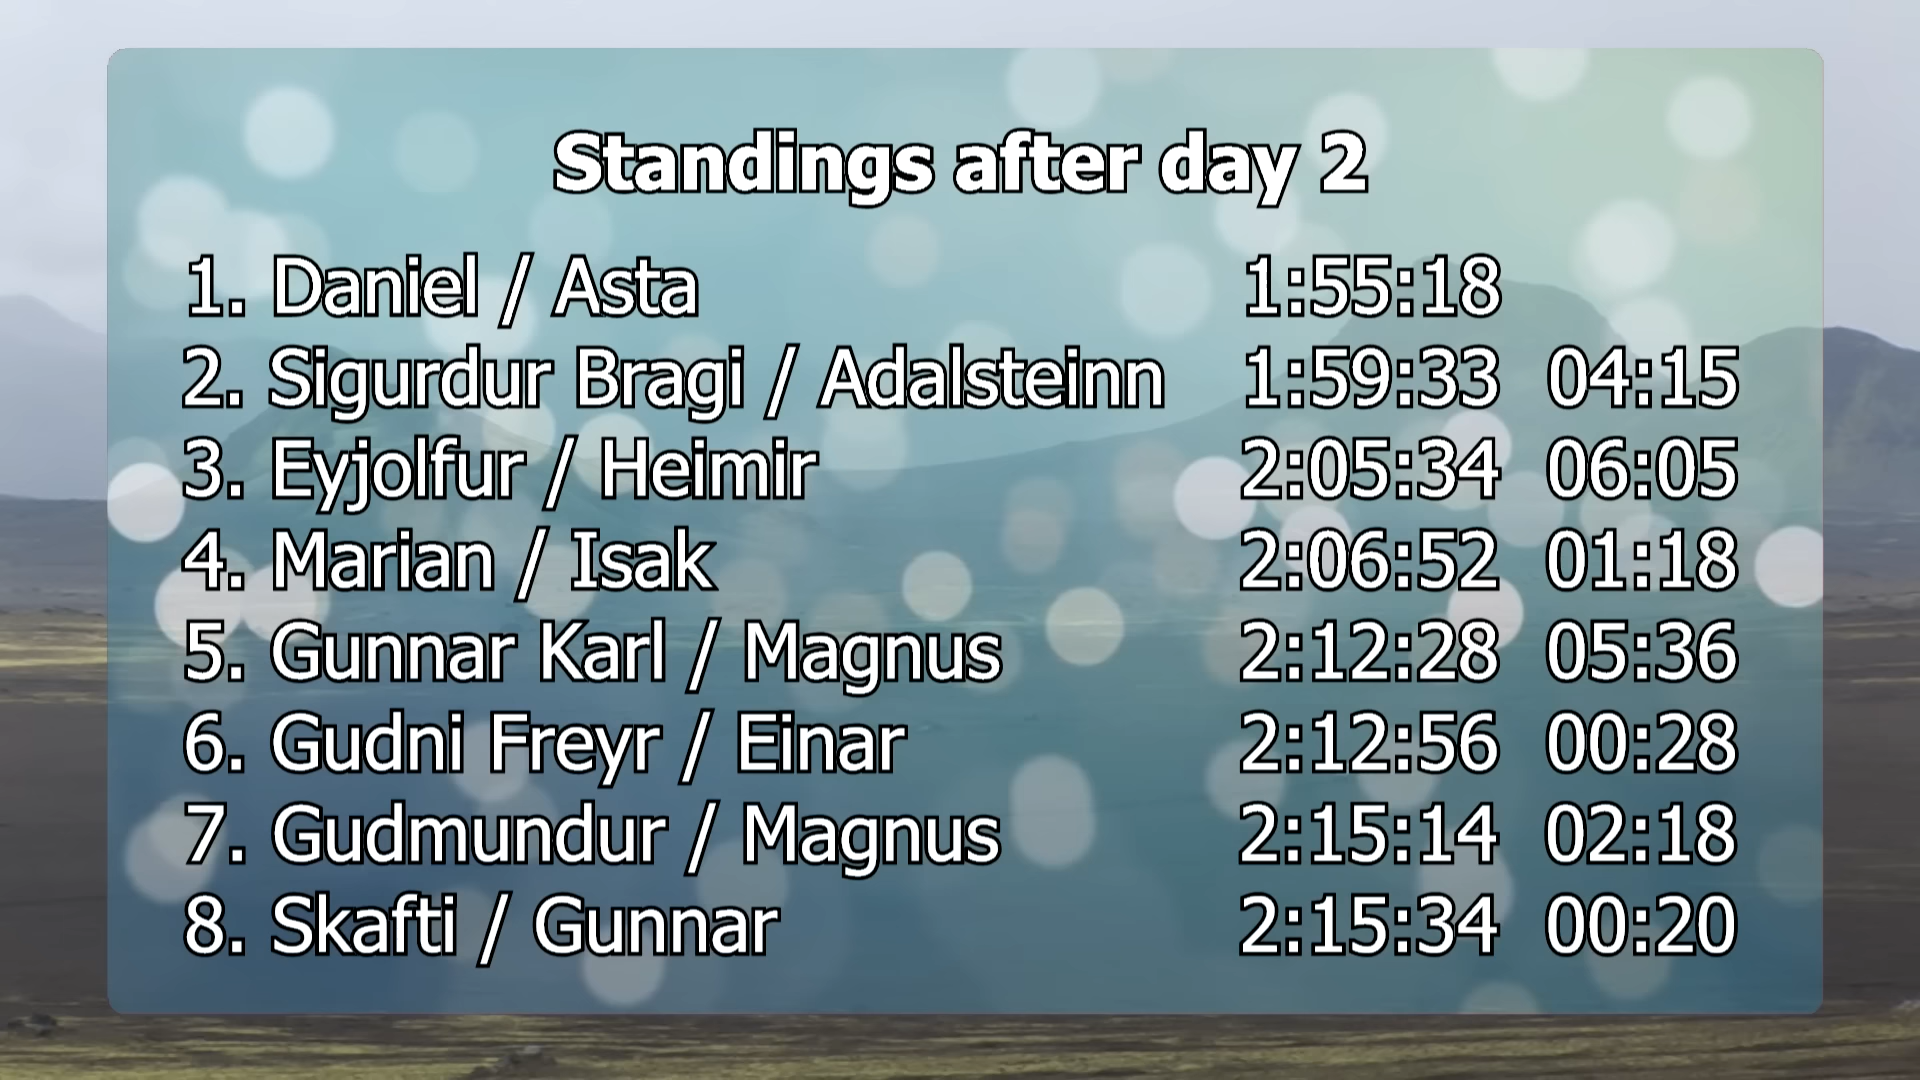 Standings after day 2
1. Daniel / Asta 1:55:18
2. Sigurdur Bragi / Adalsteinn 1:59:33 04:15
3. Eyjolfur / Heimir 2:05:34 06:05
4. Marian / Isak 2:06:52 01:18
5. Gunnar Karl / Magnus 2:12:28 05:36
6. Gudni Freyr / Einar 2:12:56 00:28
7. Gudmundur / Magnus 2:15:14 02:18
8. Skafti / Gunnar 2:15:34 00:20